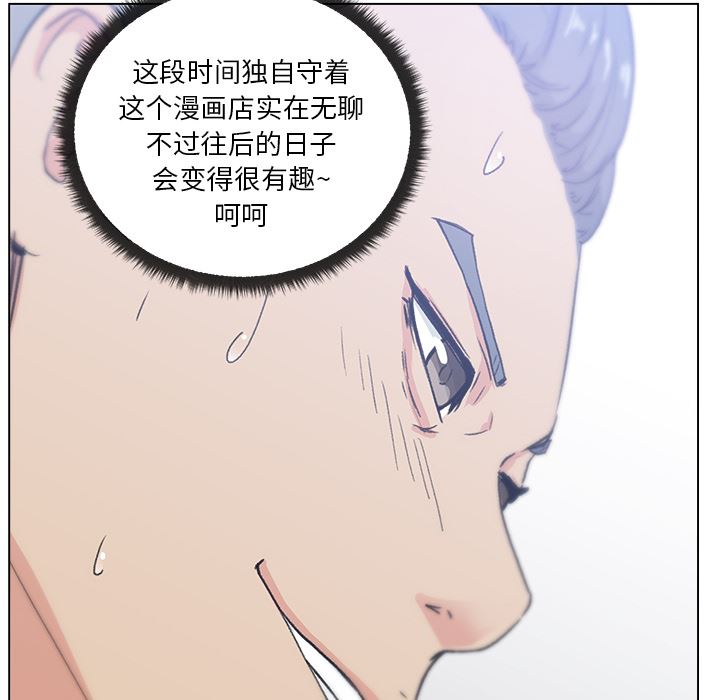 这段时间独自守着
这个漫画店实在无聊
不过往后的日子
会变得很有趣~
呵呵